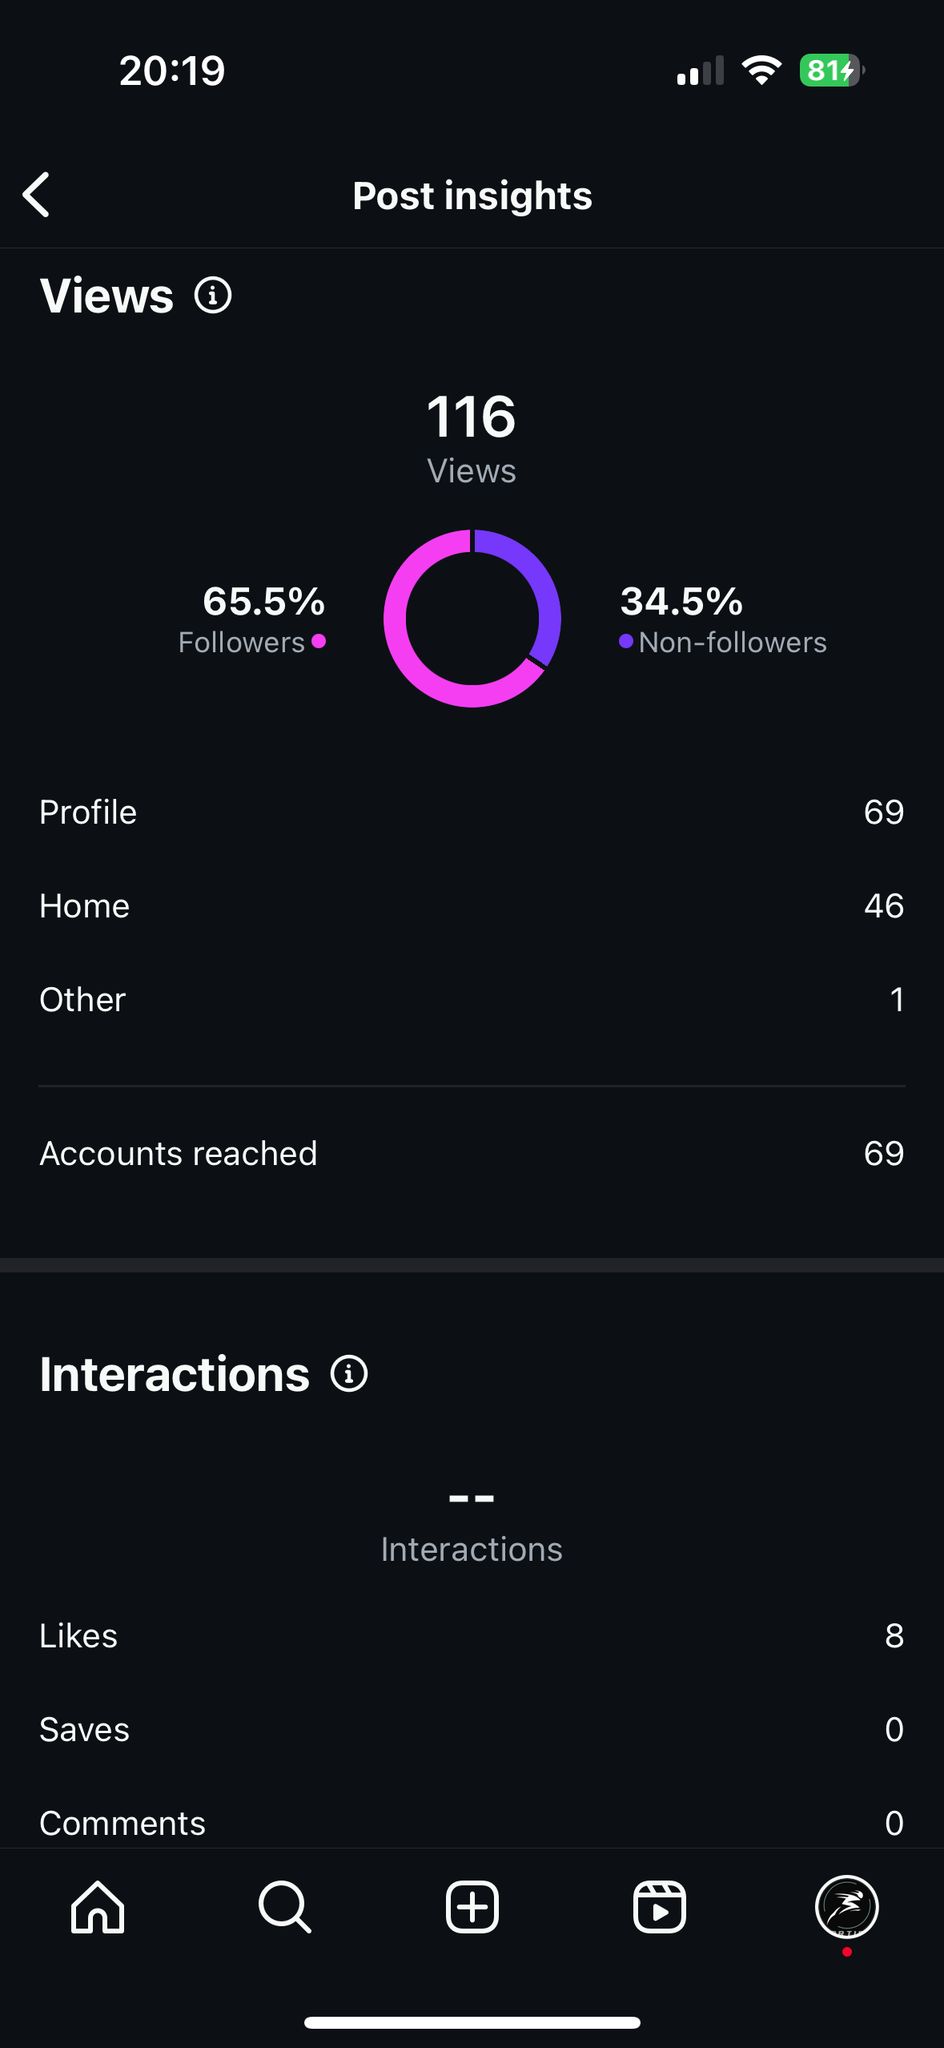 20:19
81
Post insights
Views
116
Views
65.5%
Followers
34.5%
Non-followers
Profile 69
Home 46
Other 1
Accounts reached 69
Interactions
--
Interactions
Likes 8
Saves 0
Comments 0